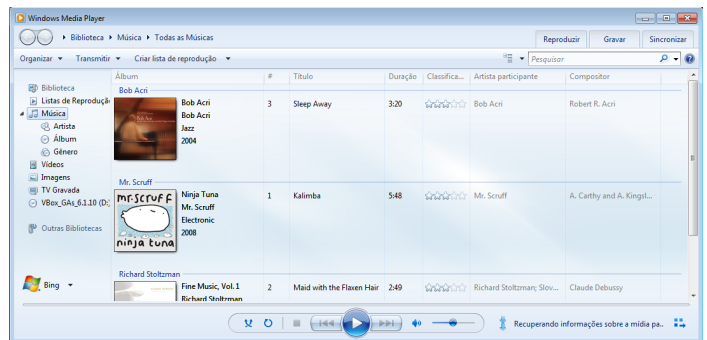 Windows Media Player
Biblioteca ▸ Música ▸ Todas as Músicas
Reproduzir Gravar Sincronizar
Organizar Transmitir Criar lista de reprodução Pesquisar
Álbum # Título Duração Classifica... Artista participante Compositor
Biblioteca
Listas de Reproduçã
Música
Artista
Álbum
Gênero
Vídeos
Imagens
TV Gravada
VBox_GAs_6.1.10 (D:)
Outras Bibliotecas
Bing
Bob Acri
Bob Acri 3 Sleep Away 3:20 Bob Acri Robert R. Acri
Bob Acri
Jazz
2004
Mr. Scruff
mr.scruff
ninja tuna
Ninja Tuna 1 Kalimba 5:48 Mr. Scruff A. Carthy and A. Kingsl...
Mr. Scruff
Electronic
2008
Richard Stoltzman
Fine Music, Vol. 1 2 Maid with the Flaxen Hair 2:49 Richard Stoltzman; Slov... Claude Debussy
Richard Stoltzman
Recuperando informações sobre a mídia pa..